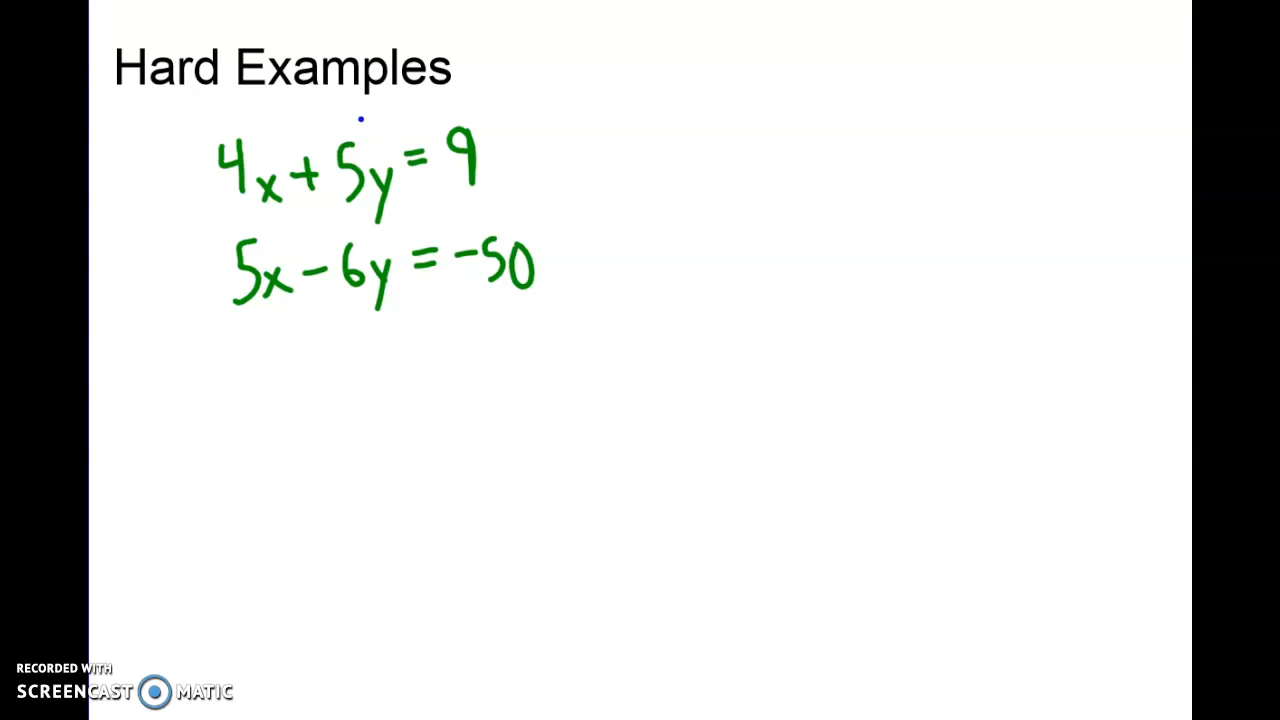 Hard Examples
4x + 5y = 9
5x - 6y = -50
RECORDED WITH
SCREENCAST MATIC